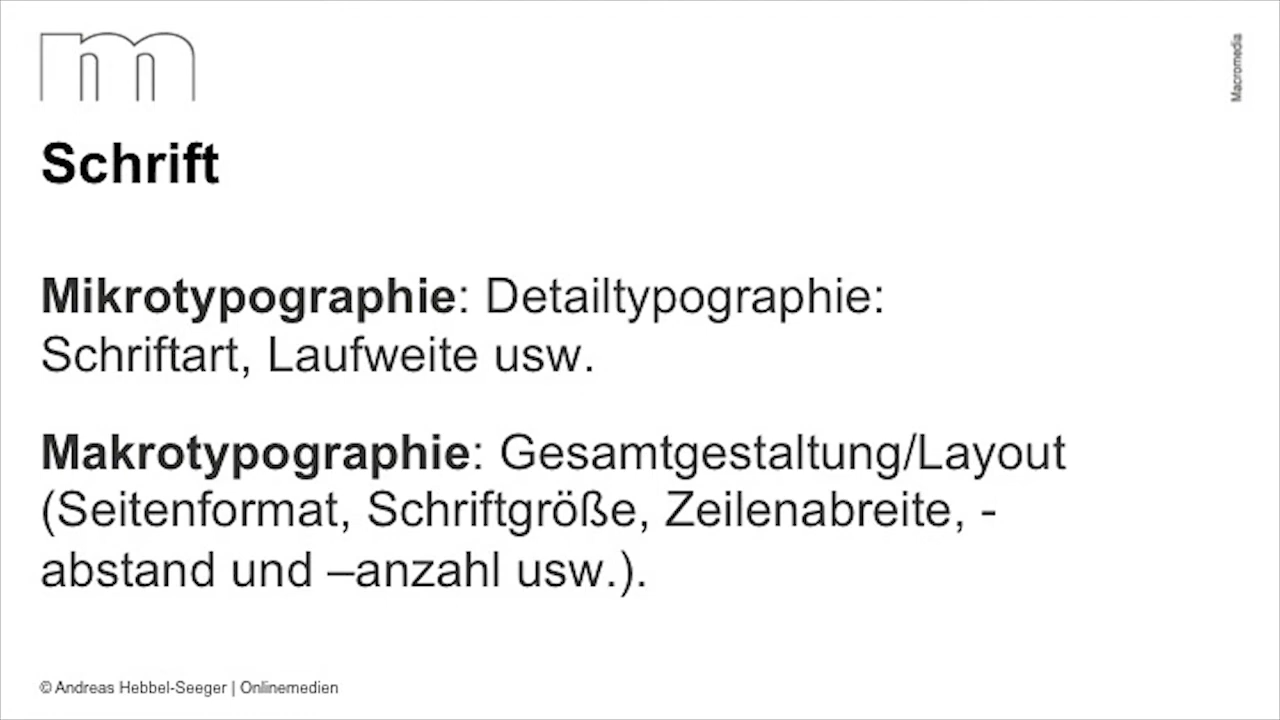 m
Macromedia
Schrift
Mikrotypographie: Detailtypographie:
Schriftart, Laufweite usw.
Makrotypographie: Gesamtgestaltung/Layout
(Seitenformat, Schriftgröße, Zeilenabreite, -
abstand und –anzahl usw.).
© Andreas Hebbel-Seeger | Onlinemedien